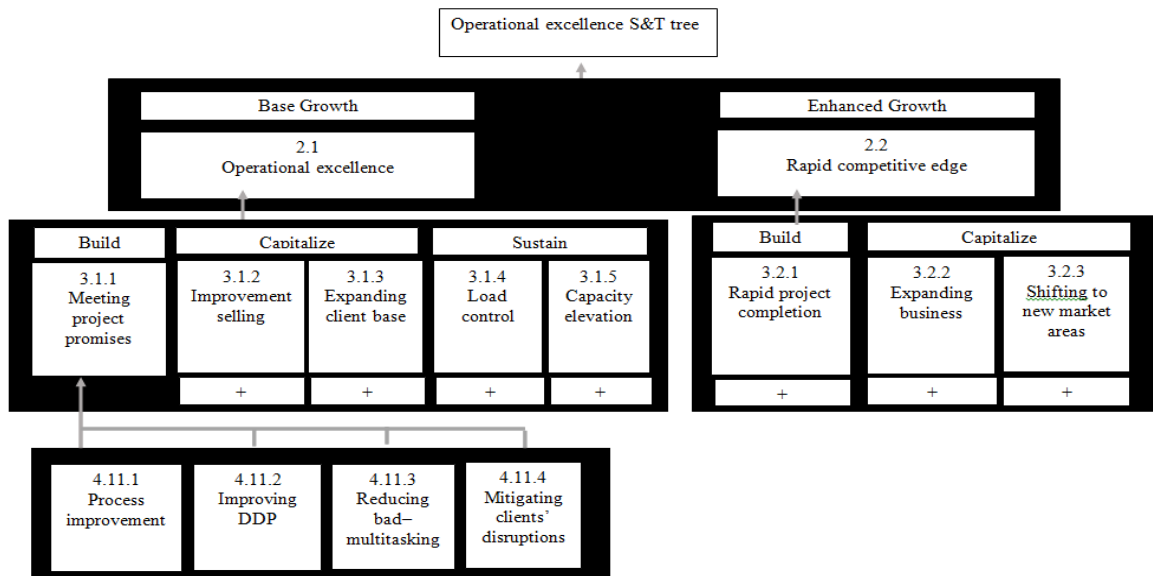 Operational excellence S&T tree
Base Growth
Enhanced Growth
2.1
Operational excellence
2.2
Rapid competitive edge
Build
Capitalize
Sustain
Build
Capitalize
3.1.1
Meeting
project
promises
3.1.2
Improvement
selling
+
3.1.3
Expanding
client base
+
3.1.4
Load
control
+
3.1.5
Capacity
elevation
+
3.2.1
Rapid project
completion
+
3.2.2
Expanding
business
+
3.2.3
Shifting to
new market
areas
+
4.11.1
Process
improvement
4.11.2
Improving
DDP
4.11.3
Reducing
bad–
multitasking
4.11.4
Mitigating
clients’
disruptions